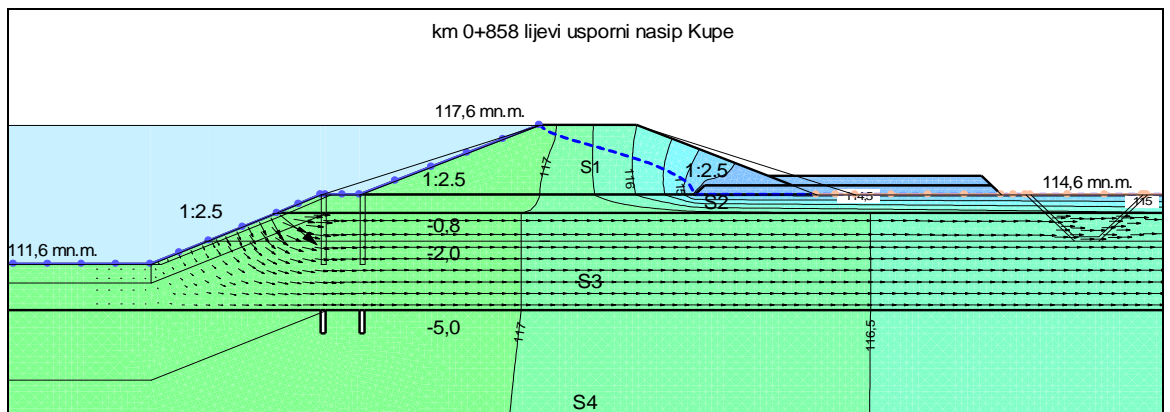 km 0+858 lijevi usporni nasip Kupe
117,6 mn.m.
117
S1
116
115
1:2.5
1:2.5
114,6 mn.m.
1:4,5
115
S2
1:2.5
-0,8
111,6 mn.m.
-2,0
S3
-5,0
117
116,5
S4